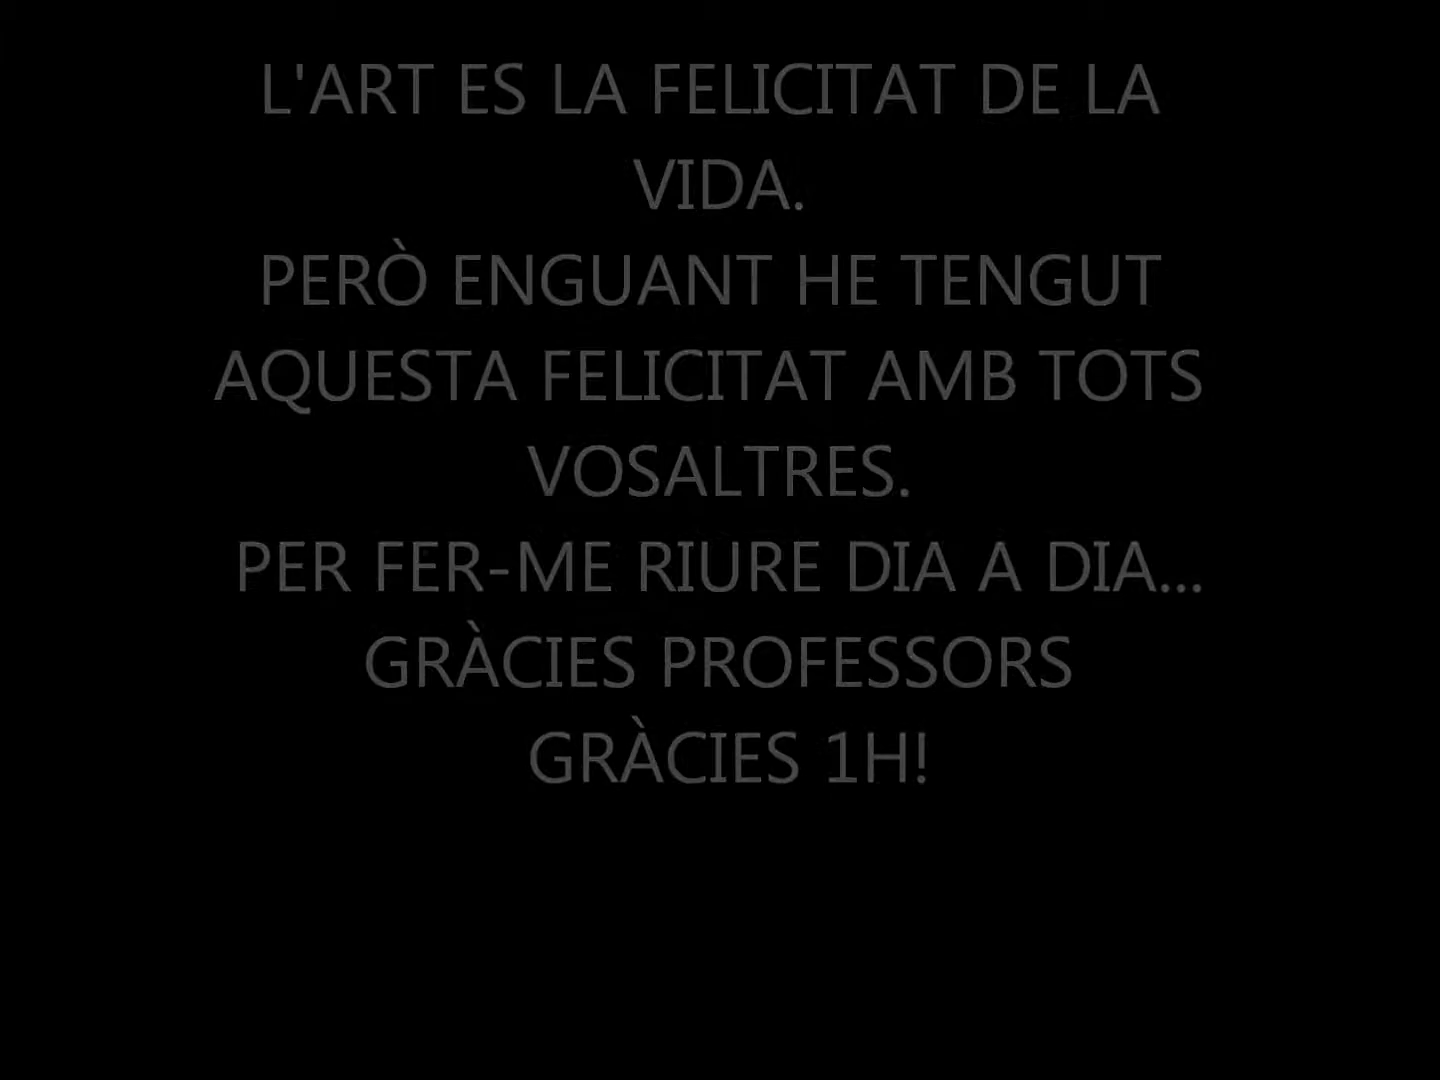 L'ART ES LA FELICITAT DE LA
VIDA.
PERÒ ENGUANT HE TENGUT
AQUESTA FELICITAT AMB TOTS
VOSALTRES.
PER FER-ME RIURE DIA A DIA...
GRÀCIES PROFESSORS
GRÀCIES 1H!